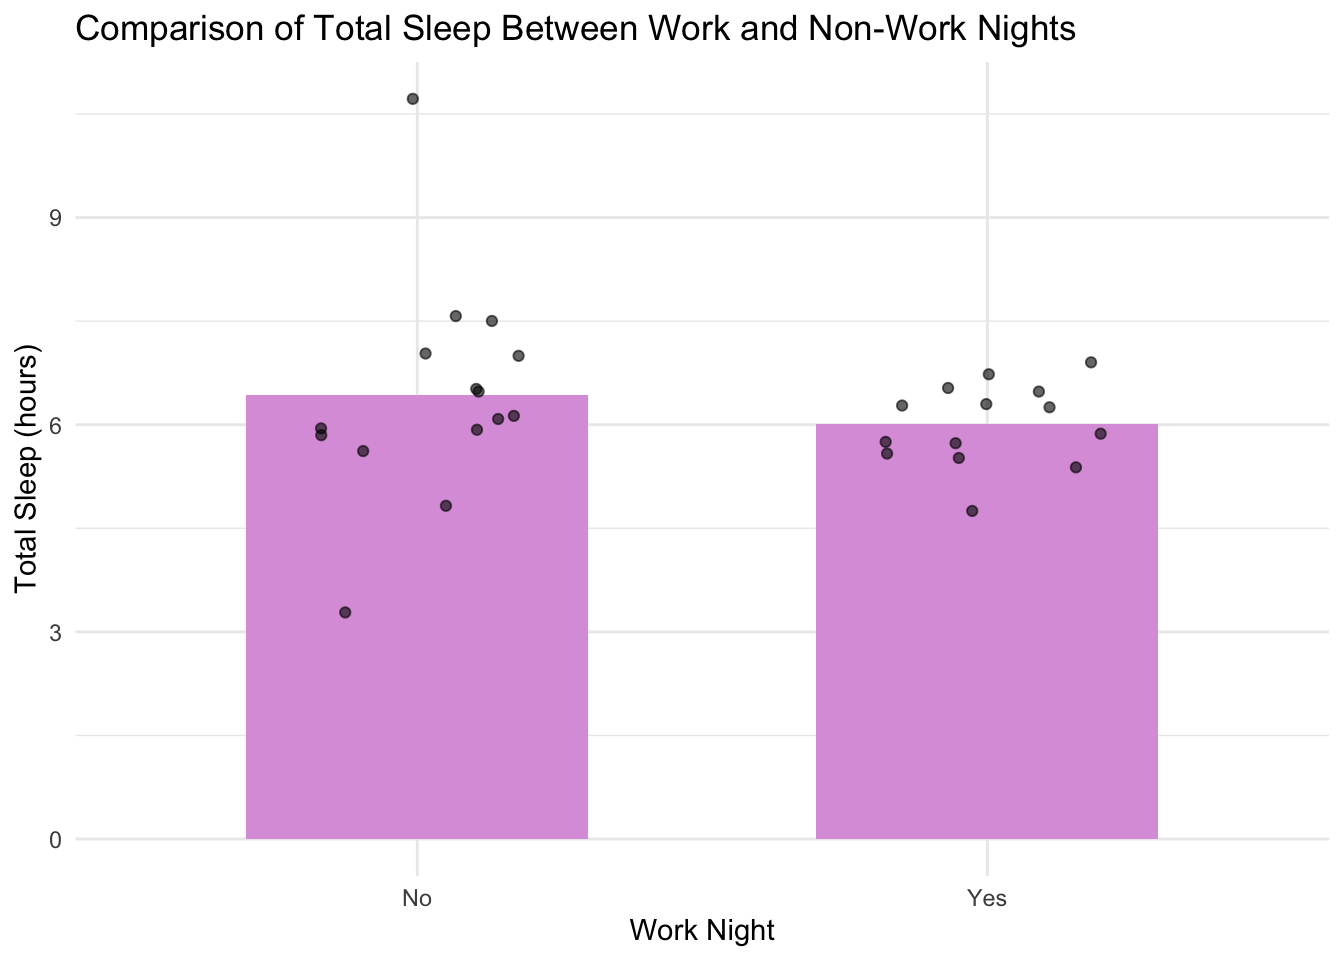 Comparison of Total Sleep Between Work and Non-Work Nights
Total Sleep (hours)
9
6
3
0
No
Yes
Work Night